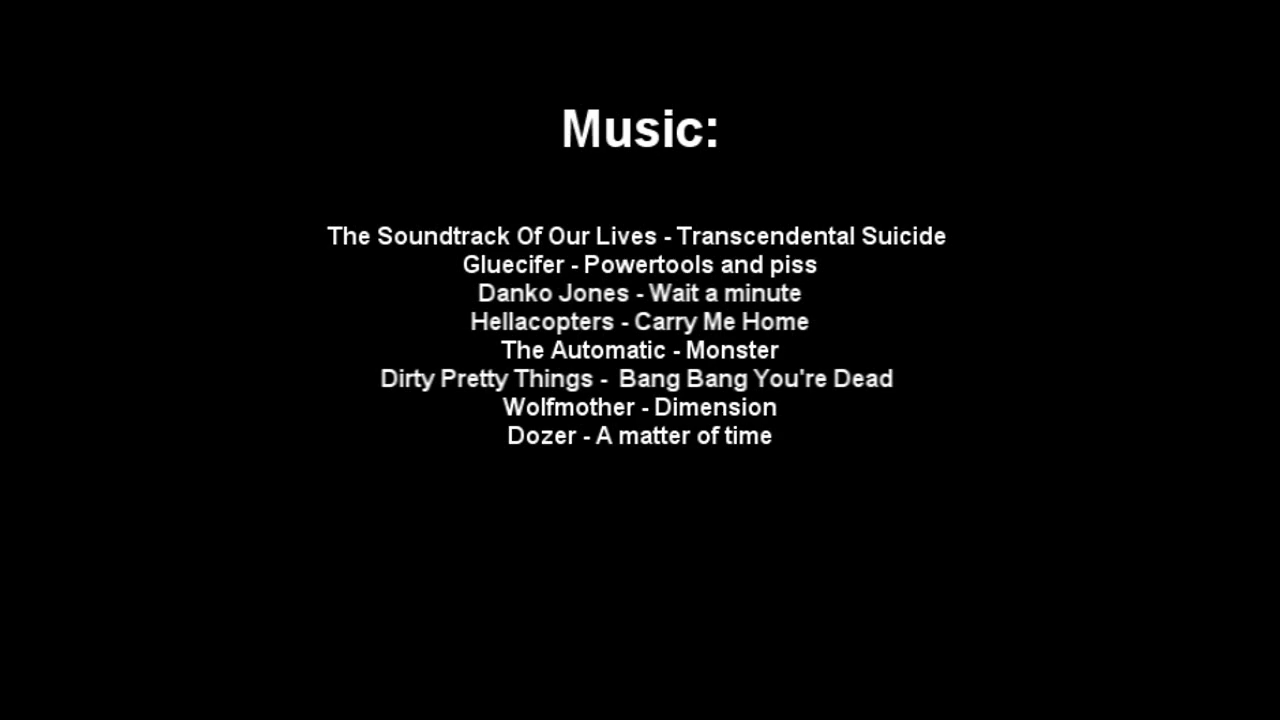 Music:
The Soundtrack Of Our Lives - Transcendental Suicide
Gluecifer - Powertools and piss
Danko Jones - Wait a minute
Hellacopters - Carry Me Home
The Automatic - Monster
Dirty Pretty Things -  Bang Bang You're Dead
Wolfmother - Dimension
Dozer - A matter of time